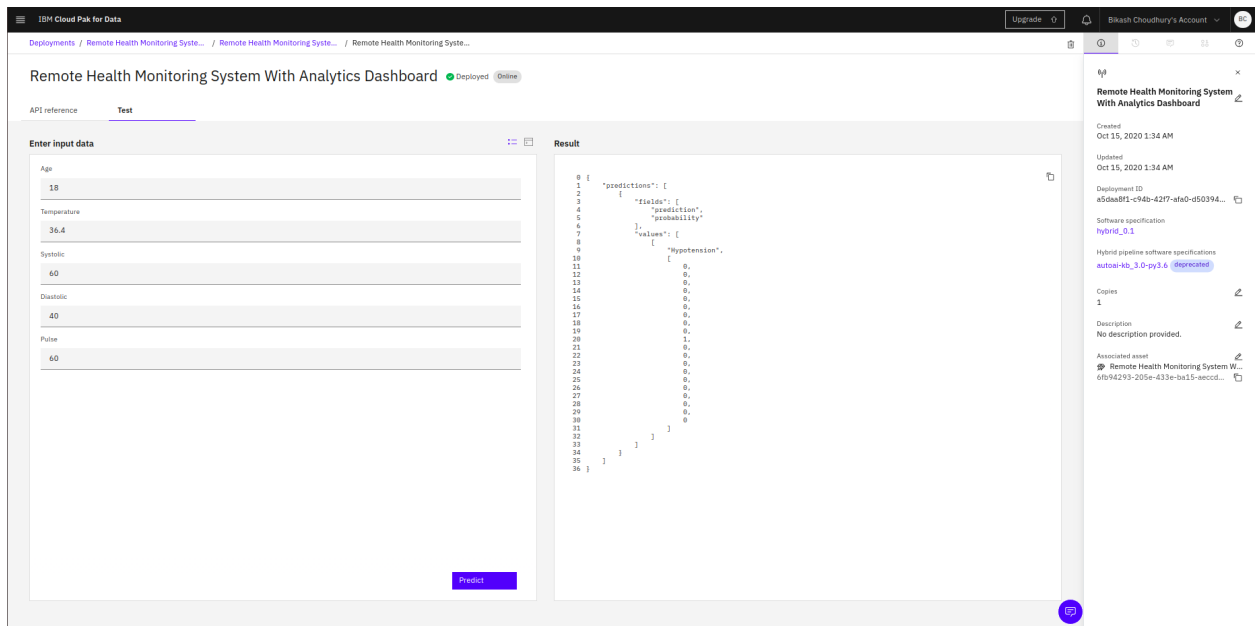 IBM Cloud Pak for Data
Upgrade
Bikash Choudhury's Account
BC
Deployments / Remote Health Monitoring Syste... / Remote Health Monitoring Syste... / Remote Health Monitoring Syste...
Remote Health Monitoring System With Analytics Dashboard Deployed Online
API reference Test
Enter input data
Age
18
Temperature
36.4
Systolic
60
Diastolic
40
Pulse
60
Predict
Result
0 {
1 "predictions": [
2 {
3 "fields": [
4 "prediction",
5 "probability"
6 ],
7 "values": [
8 [
9 "Hypotension",
10 [
11 0,
12 0,
13 0,
14 0,
15 0,
16 0,
17 0,
18 0,
19 0,
20 1,
21 0,
22 0,
23 0,
24 0,
25 0,
26 0,
27 0,
28 0,
29 0,
30 0
31 ]
32 ]
33 ]
34 }
35 ]
36 }
Remote Health Monitoring System
With Analytics Dashboard
Created
Oct 15, 2020 1:34 AM
Updated
Oct 15, 2020 1:34 AM
Deployment ID
a5daa8f1-c94b-42f7-afa0-d50394...
Software specification
hybrid_0.1
Hybrid pipeline software specifications
autoai-kb_3.0-py3.6 deprecated
Copies
1
Description
No description provided.
Associated asset
Remote Health Monitoring System W...
6fb94293-205e-433e-ba15-aeccd...